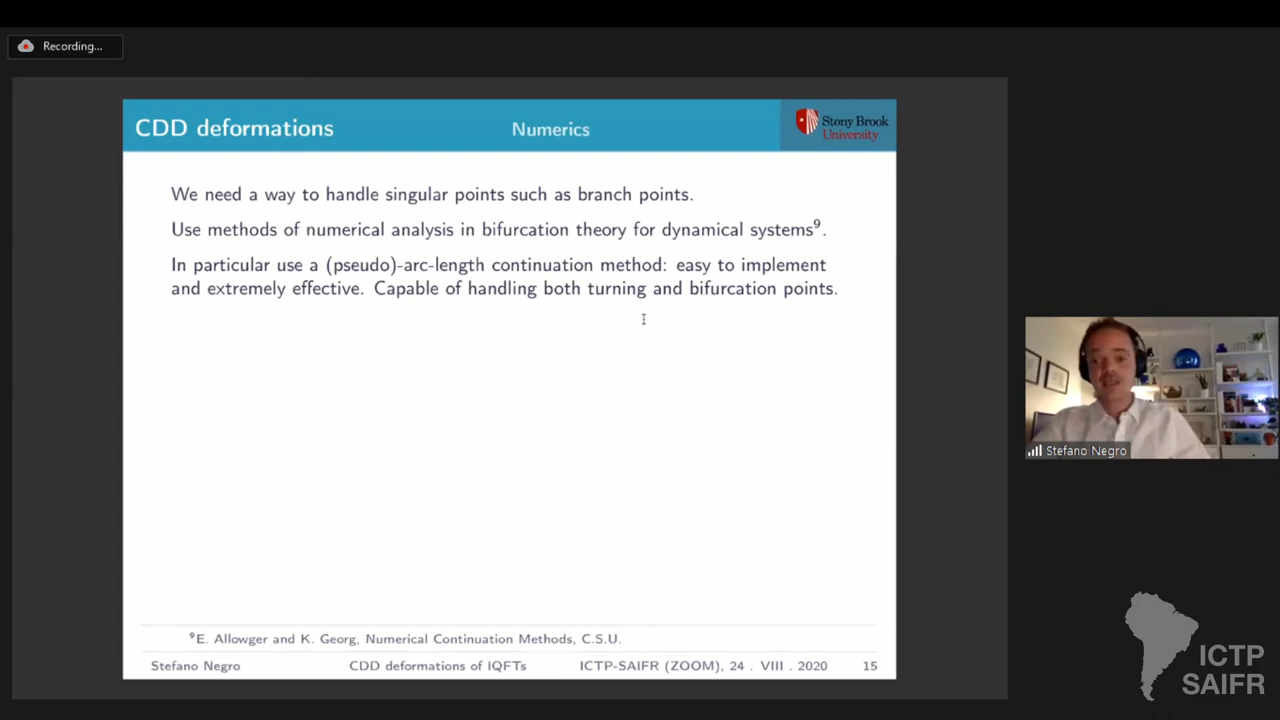 Recording...
CDD deformations
Numerics
Stony Brook
University
We need a way to handle singular points such as branch points.
Use methods of numerical analysis in bifurcation theory for dynamical systems⁹.
In particular use a (pseudo)-arc-length continuation method: easy to implement
and extremely effective. Capable of handling both turning and bifurcation points.
⁹E. Allowger and K. Georg, Numerical Continuation Methods, C.S.U.
Stefano Negro
CDD deformations of IQFTs
ICTP-SAIFR (ZOOM), 24 . VIII . 2020
15
Stefano Negro
ICTP
SAIFR